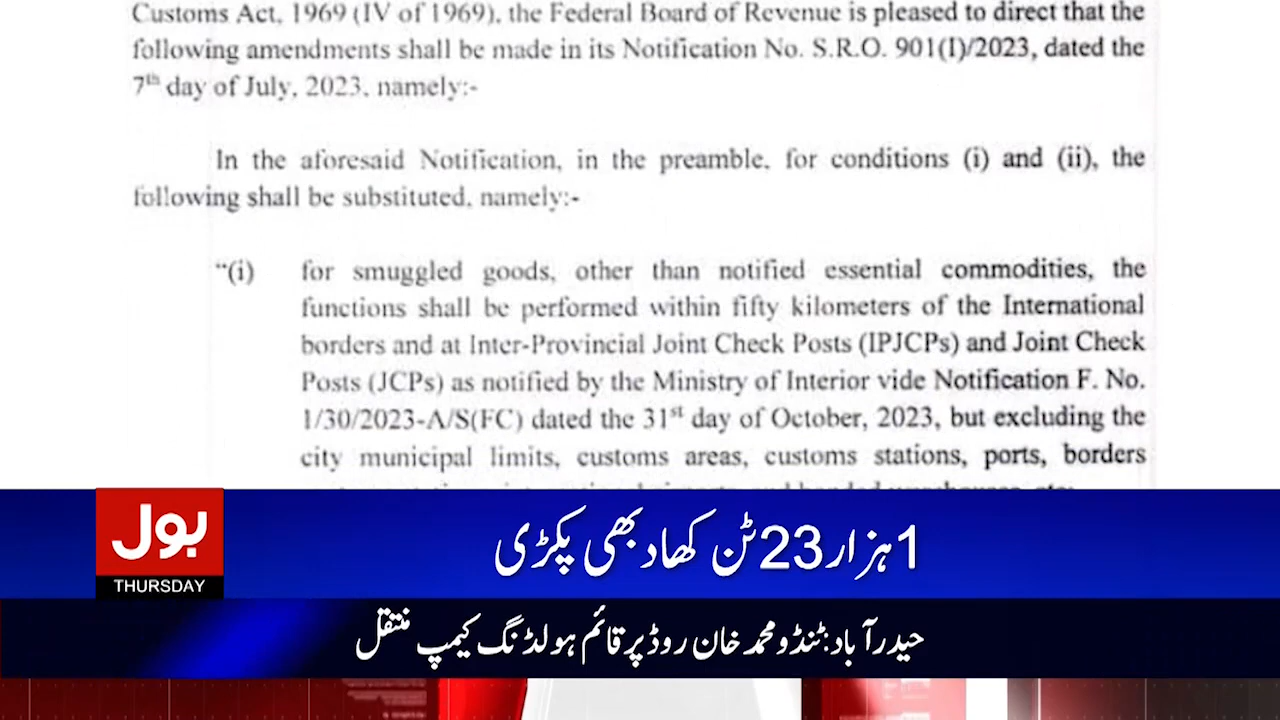 Customs Act, 1969 (IV of 1969), the Federal Board of Revenue is pleased to direct that the
following amendments shall be made in its Notification No. S.R.O. 901(I)/2023, dated the
7th day of July, 2023, namely:-
In the aforesaid Notification, in the preamble, for conditions (i) and (ii), the
following shall be substituted, namely:-
“(i) for smuggled goods, other than notified essential commodities, the
functions shall be performed within fifty kilometers of the International
borders and at Inter-Provincial Joint Check Posts (IPJCPs) and Joint Check
Posts (JCPs) as notified by the Ministry of Interior vide Notification F. No.
1/30/2023-A/S(FC) dated the 31st day of October, 2023, but excluding the
city municipal limits, customs areas, customs stations, ports, borders
بول
THURSDAY
1 ہزار 23 ٹن کھاد بھی پکڑی
حیدرآباد: ٹنڈو محمد خان روڈ پر قائم ہولڈنگ کیمپ منتقل